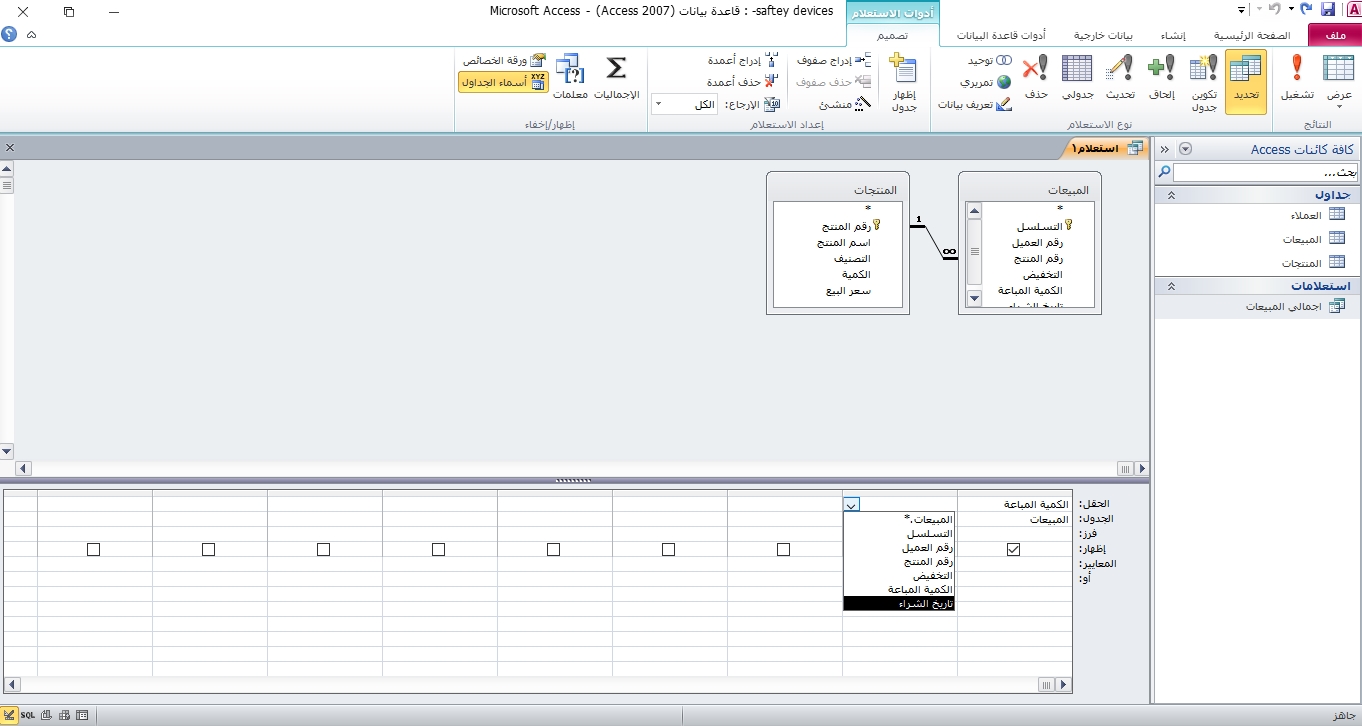 saftey devices- : قاعدة بيانات (Access 2007) - Microsoft Access
أدوات الاستعلام
ملف
الصفحة الرئيسية
إنشاء
بيانات خارجية
أدوات قاعدة البيانات
تصميم
عرض
تشغيل
النتائج
تحديد
تكوين جدول
إلحاق
تحديث
جدولي
حذف
توحيد
تمريري
تعريف بيانات
نوع الاستعلام
إظهار جدول
إدراج صفوف
حذف صفوف
منشئ
إدراج أعمدة
حذف أعمدة
الإرجاع: الكل
إعداد الاستعلام
الإجماليات
معلمات
ورقة الخصائص
أسماء الجداول
إظهار/إخفاء
كافة كائنات Access
بحث...
جداول
العملاء
المبيعات
المنتجات
استعلامات
اجمالي المبيعات
استعلام١
المبيعات
*
التسلسل
رقم العميل
رقم المنتج
التخفيض
الكمية المباعة
تاريخ الشراء
1
∞
المنتجات
*
رقم المنتج
اسم المنتج
التصنيف
الكمية
سعر البيع
الحقل: الكمية المباعة
الجدول: المبيعات
فرز:
إظهار:
المعايير:
أو:
المبيعات.*
التسلسل
رقم العميل
رقم المنتج
التخفيض
الكمية المباعة
تاريخ الشراء
جاهز
SQL